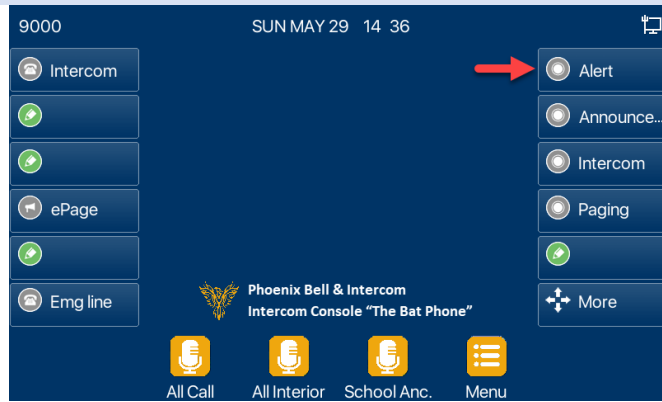 9000
SUN MAY 29 14 36
Intercom
Alert
Announce..
Intercom
ePage
Paging
Emg line
Phoenix Bell & Intercom
Intercom Console “The Bat Phone”
More
All Call
All Interior
School Anc.
Menu